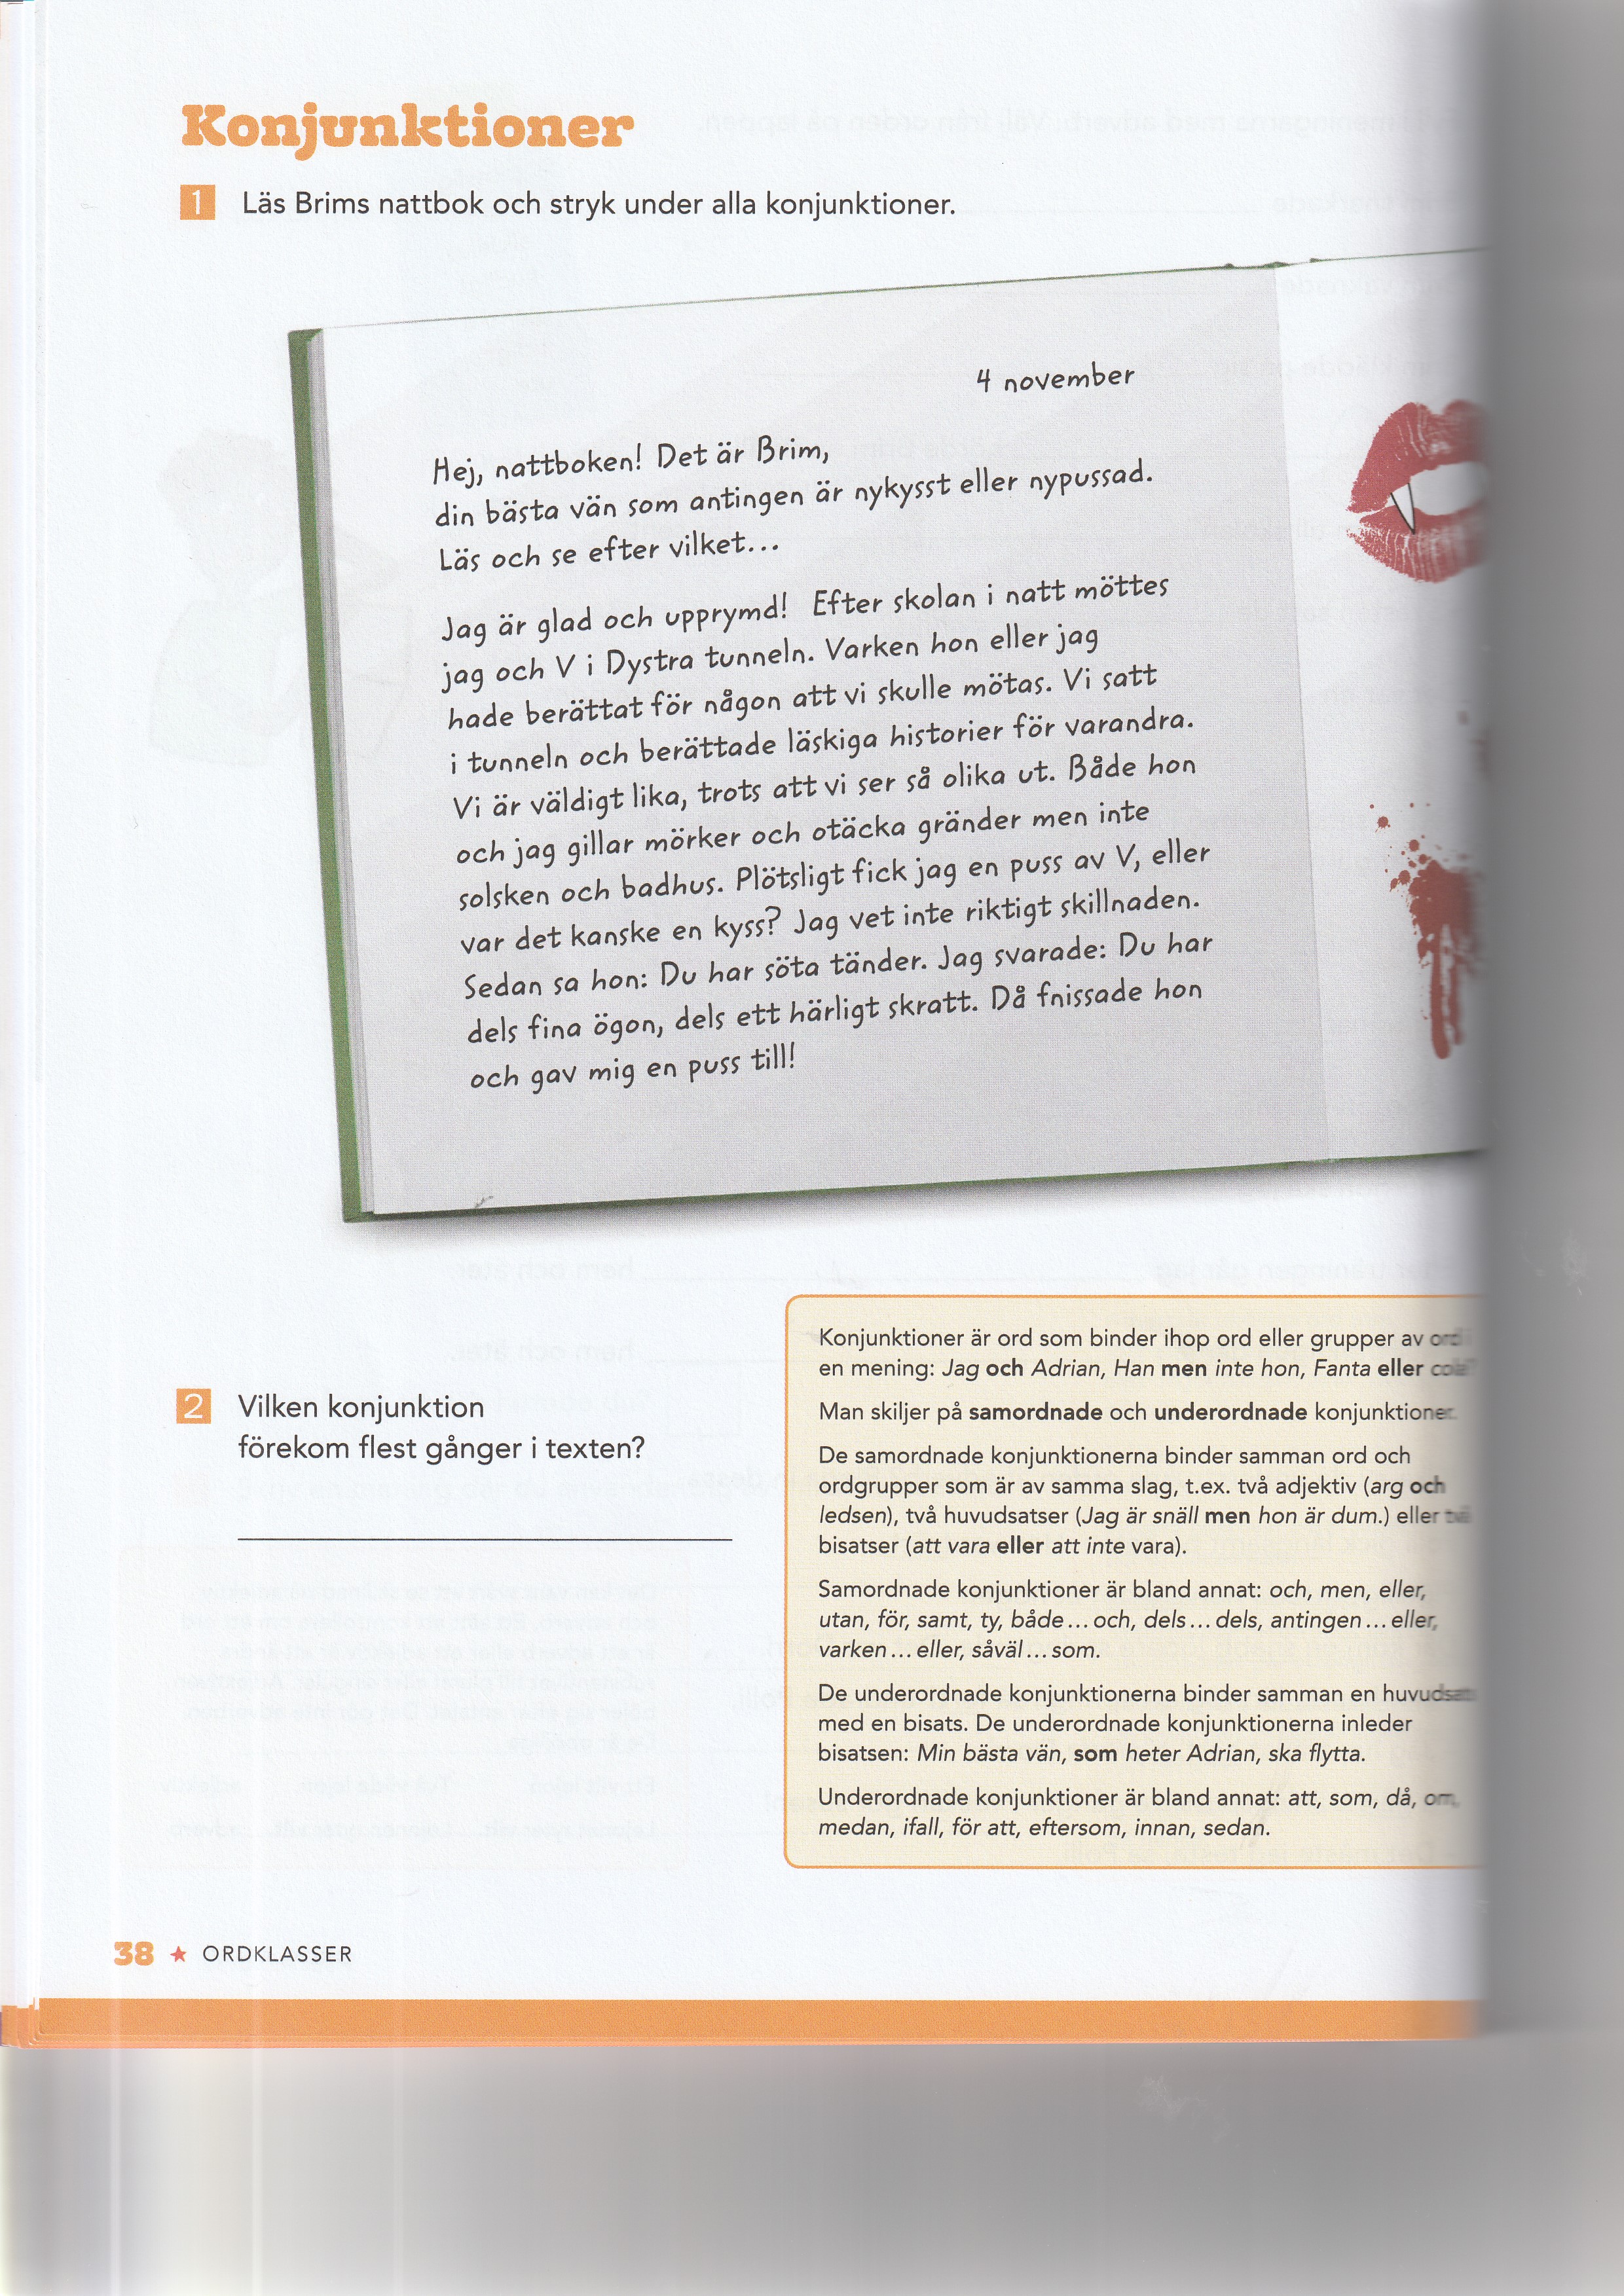 Konjunktioner
1 Läs Brims nattbok och stryk under alla konjunktioner.
4 november
Hej, nattboken! Det är Brim,
din bästa vän som antingen är nykysst eller nypussad.
Läs och se efter vilket...
Jag är glad och upprymd! Efter skolan i natt möttes
jag och V i Dystra tunneln. Varken hon eller jag
hade berättat för någon att vi skulle mötas. Vi satt
i tunneln och berättade läskiga historier för varandra.
Vi är väldigt lika, trots att vi ser så olika ut. Både hon
och jag gillar mörker och otäcka gränder men inte
solsken och badhus. Plötsligt fick jag en puss av V, eller
var det kanske en kyss? Jag vet inte riktigt skillnaden.
Sedan sa hon: Du har söta tänder. Jag svarade: Du har
dels fina ögon, dels ett härligt skratt. Då fnissade hon
och gav mig en puss till!
2 Vilken konjunktion
förekom flest gånger i texten?
Konjunktioner är ord som binder ihop ord eller grupper av ord i
en mening: Jag och Adrian, Han men inte hon, Fanta eller cola?
Man skiljer på samordnade och underordnade konjunktioner.
De samordnade konjunktionerna binder samman ord och
ordgrupper som är av samma slag, t.ex. två adjektiv (arg och
ledsen), två huvudsatser (Jag är snäll men hon är dum.) eller två
bisatser (att vara eller att inte vara).
Samordnade konjunktioner är bland annat: och, men, eller,
utan, för, samt, ty, både...och, dels...dels, antingen...eller,
varken...eller, såväl...som.
De underordnade konjunktionerna binder samman en huvudsats
med en bisats. De underordnade konjunktionerna inleder
bisatsen: Min bästa vän, som heter Adrian, ska flytta.
Underordnade konjunktioner är bland annat: att, som, då, om,
medan, ifall, för att, eftersom, innan, sedan.
38 ★ ORDKLASSER